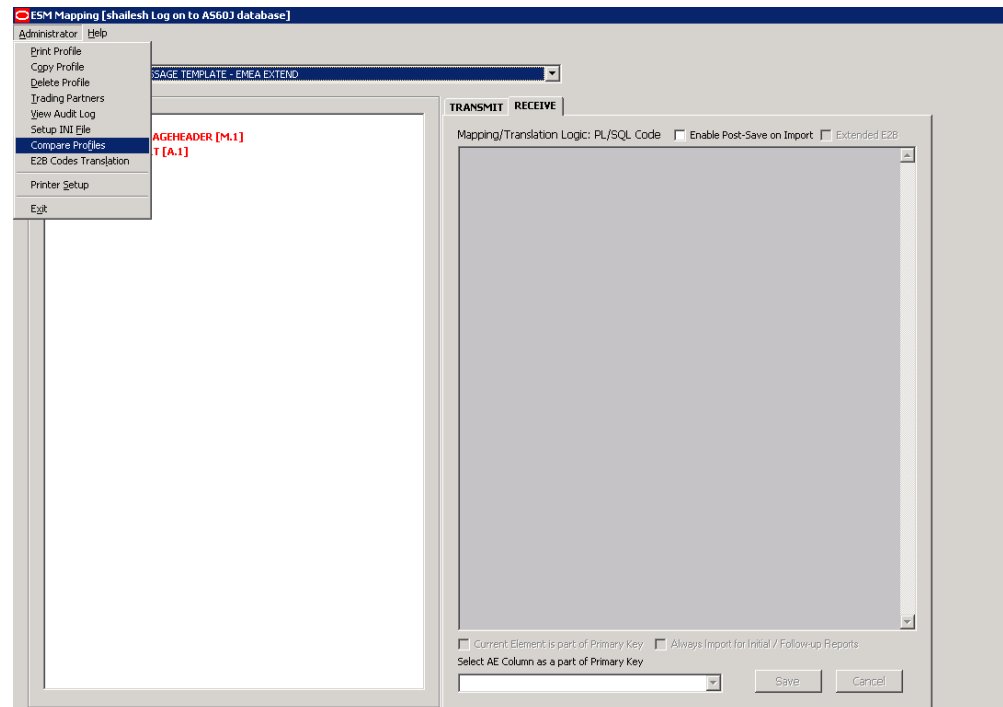 ESM Mapping [shailesh Log on to AS60J database]
Administrator Help
Print Profile
Copy Profile
Delete Profile
Trading Partners
View Audit Log
Setup INI File
Compare Profiles
E2B Codes Translation
Printer Setup
Exit
SSAGE TEMPLATE - EMEA EXTEND
AGEHEADER [M.1]
T [A.1]
TRANSMIT RECEIVE
Mapping/Translation Logic: PL/SQL Code Enable Post-Save on Import Extended E2B
Current Element is part of Primary Key Always Import for Initial / Follow-up Reports
Select AE Column as a part of Primary Key
Save Cancel